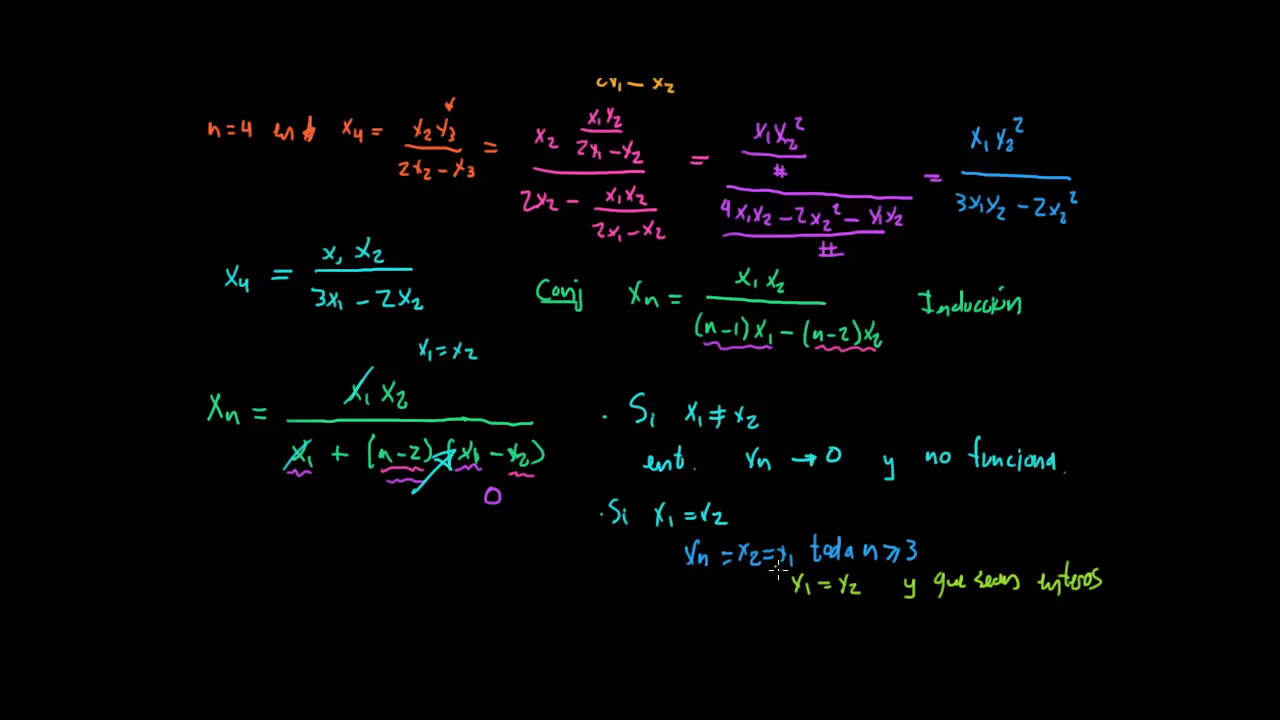 2x₁ − x₂
n=4 ent x₄ = x₂x₃ / (2x₂ − x₃) = (x₂ · x₁x₂/(2x₁ − x₂)) / (2x₂ − x₁x₂/(2x₁ − x₂)) = (x₁x₂² / #) / ((4x₁x₂ − 2x₂² − x₁x₂) / #) = x₁x₂² / (3x₁x₂ − 2x₂²)
x₄ = x₁x₂ / (3x₁ − 2x₂)
Conj xₙ = x₁x₂ / ((n−1)x₁ − (n−2)x₂) Inducción
x₁=x₂
xₙ = x₁x₂ / (x₁ + (n−2)(x₁ − x₂))
0
· Si x₁ ≠ x₂
ent. xₙ → 0 y no funciona.
· Si x₁ = x₂
xₙ = x₂ = x₁ toda n ⩾ 3
x₁ = x₂ y que sean enteros